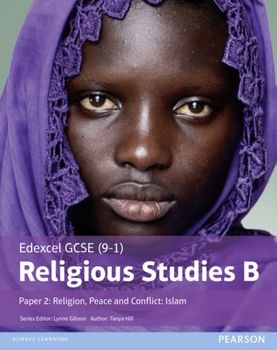 Edexcel GCSE (9-1)
Religious Studies B
Paper 2: Religion, Peace and Conflict: Islam
Series Editor: Lynne Gibson   Author: Tanya Hill
ALWAYS LEARNING
PEARSON